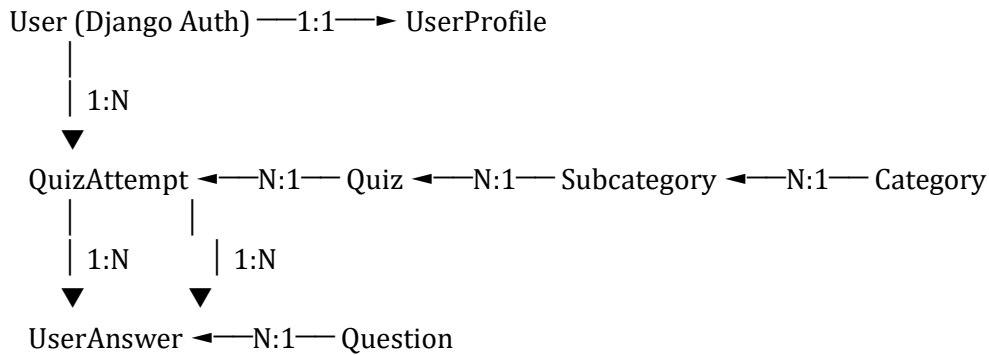 User (Django Auth) ──1:1──► UserProfile
│
│ 1:N
▼
QuizAttempt ◄──N:1── Quiz ◄──N:1── Subcategory ◄──N:1── Category
│ │
│ 1:N │ 1:N
▼ ▼
UserAnswer ◄──N:1── Question